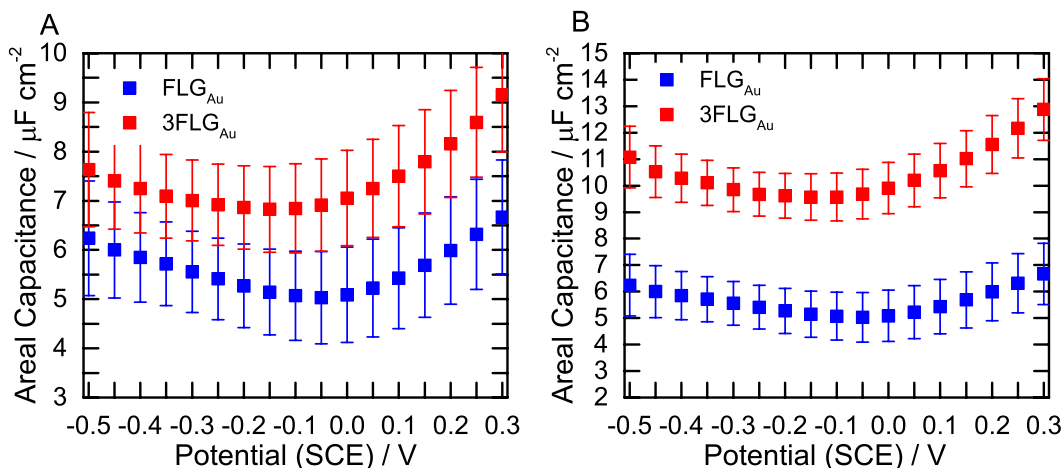 A
Areal Capacitance / μF cm-2
10
9
8
7
6
5
4
3
FLGAu
3FLGAu
-0.5 -0.4 -0.3 -0.2 -0.1 0.0 0.1 0.2 0.3
Potential (SCE) / V
B
Areal Capacitance / μF cm-2
15
14
13
12
11
10
9
8
7
6
5
4
3
2
FLGAu
3FLGAu
-0.5 -0.4 -0.3 -0.2 -0.1 0.0 0.1 0.2 0.3
Potential (SCE) / V